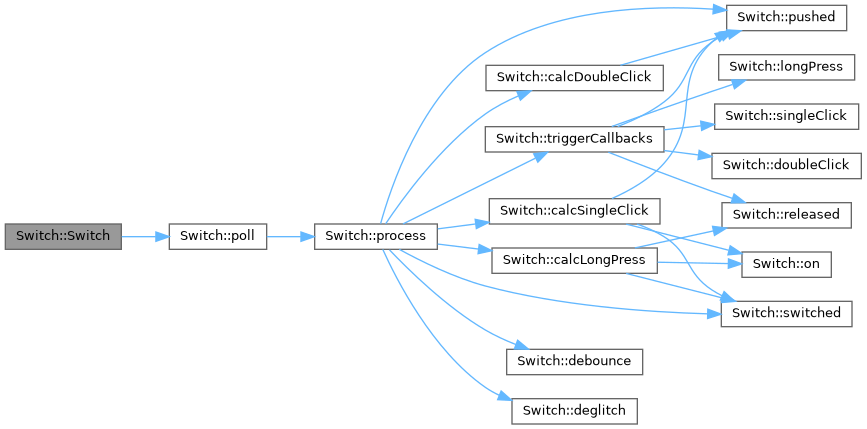 Switch::Switch
Switch::poll
Switch::process
Switch::calcDoubleClick
Switch::triggerCallbacks
Switch::calcSingleClick
Switch::calcLongPress
Switch::debounce
Switch::deglitch
Switch::pushed
Switch::longPress
Switch::singleClick
Switch::doubleClick
Switch::released
Switch::on
Switch::switched